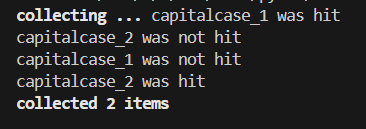 collecting ... capitalcase_1 was hit
capitalcase_2 was not hit
capitalcase_1 was not hit
capitalcase_2 was hit
collected 2 items